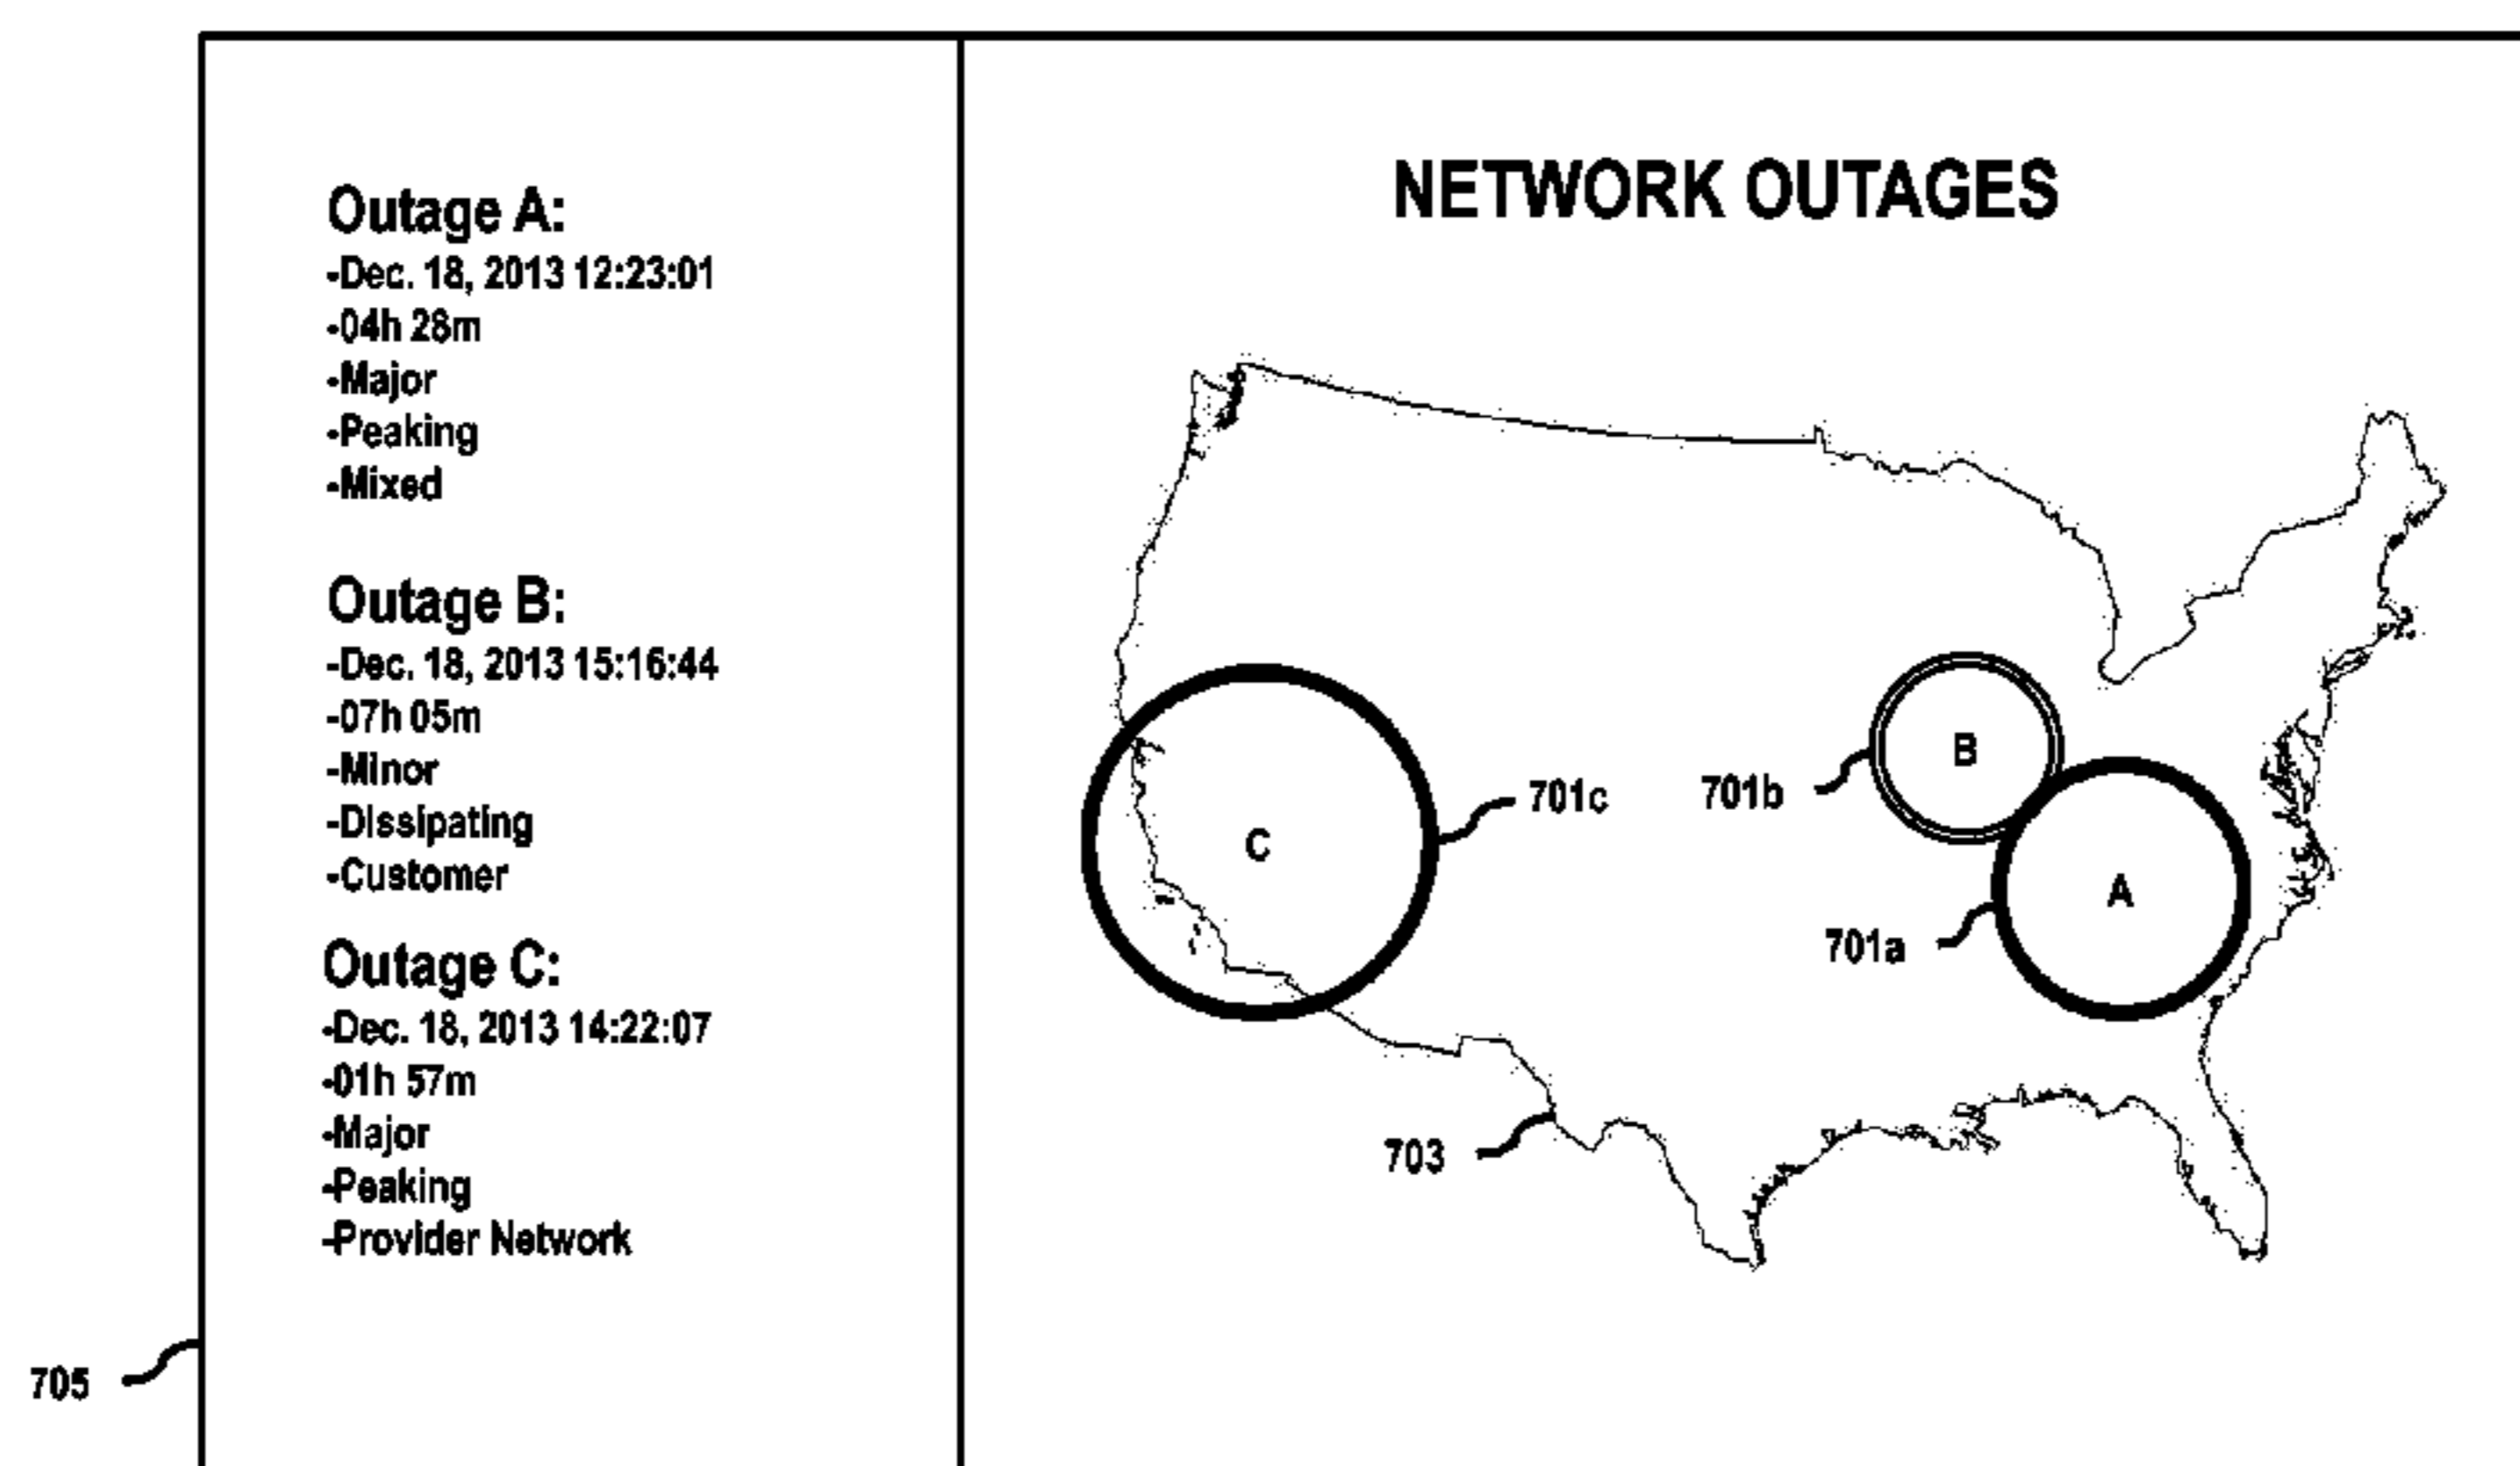 Outage A:
-Dec. 18, 2013 12:23:01
-04h 28m
-Major
-Peaking
-Mixed
Outage B:
-Dec. 18, 2013 15:16:44
-07h 05m
-Minor
-Dissipating
-Customer
Outage C:
-Dec. 18, 2013 14:22:07
-01h 57m
-Major
-Peaking
-Provider Network
705
NETWORK OUTAGES
B
701b
701c
C
A
701a
703